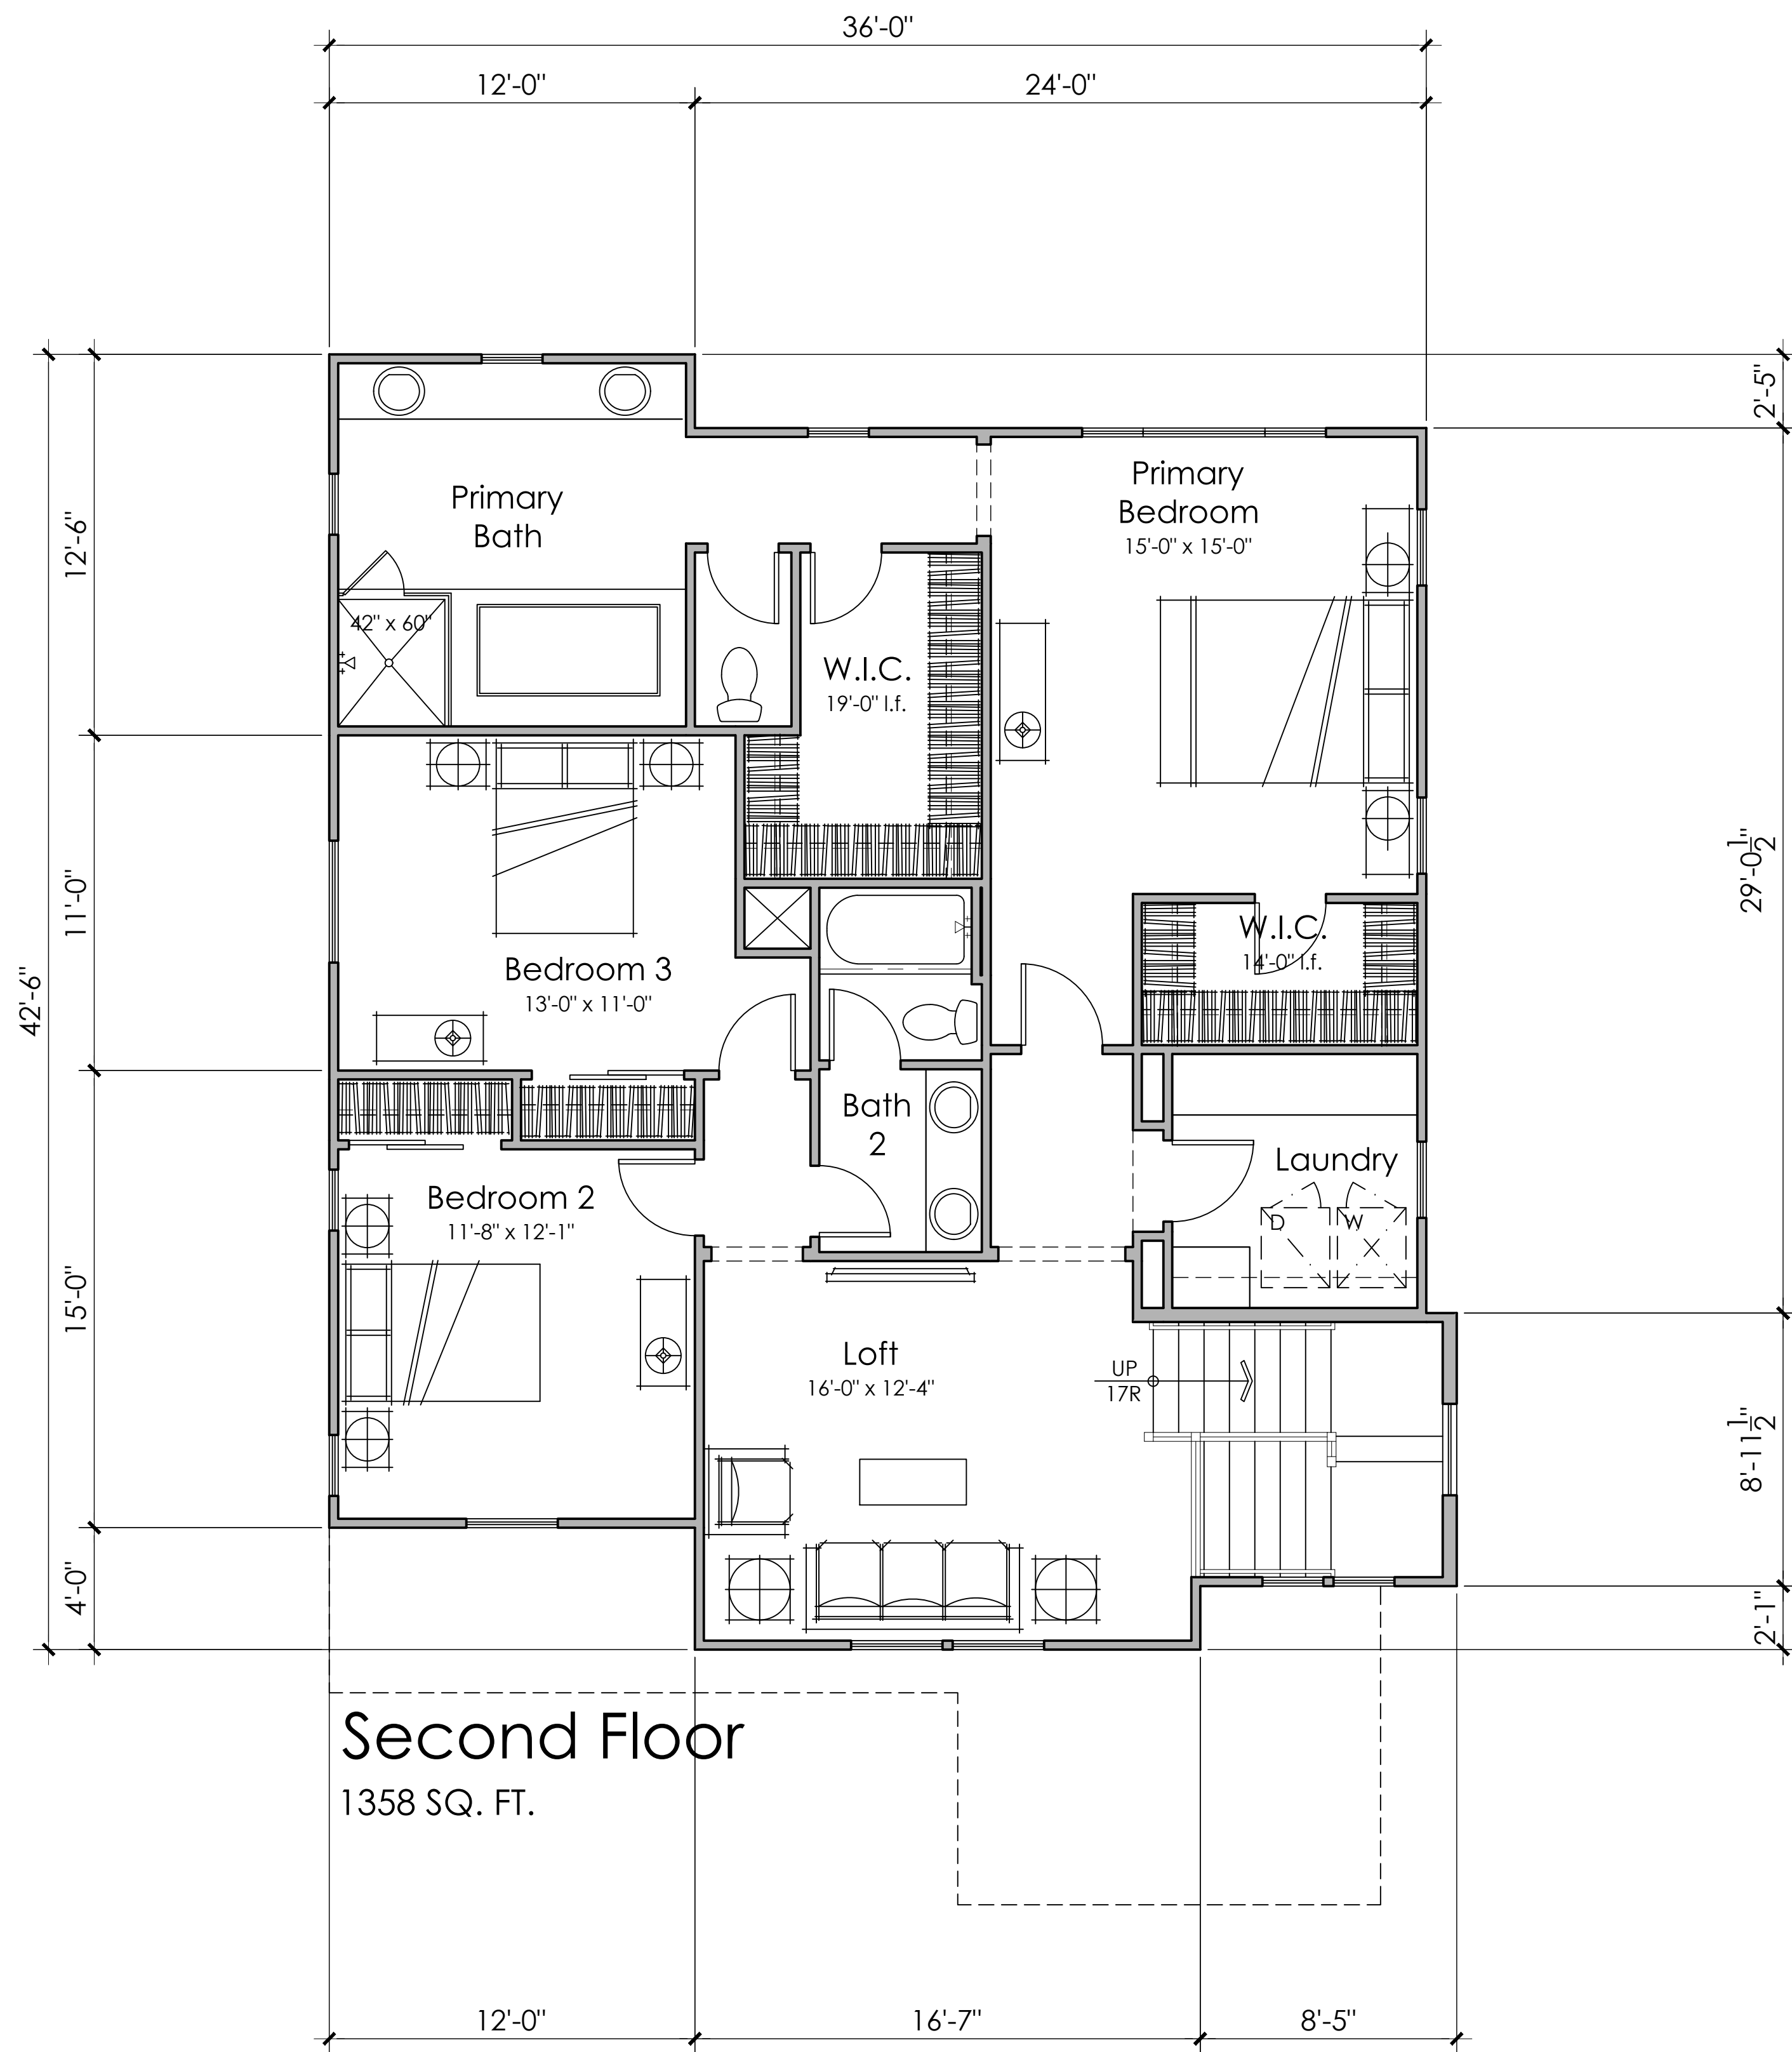 36'-0"
12'-0"
24'-0"
2'-5"
Primary
Bath
Primary
Bedroom
15'-0" x 15'-0"
12'-6"
42" x 60"
W.I.C.
19'-0" l.f.
29'-0 1/2"
11'-0"
W.I.C.
14'-0" l.f.
42'-6"
Bedroom 3
13'-0" x 11'-0"
Bath
2
Laundry
D
W
Bedroom 2
11'-8" x 12'-1"
15'-0"
Loft
16'-0" x 12'-4"
UP
17R
8'-11 1/2"
4'-0"
2'-1"
Second Floor
1358 SQ. FT.
12'-0"
16'-7"
8'-5"